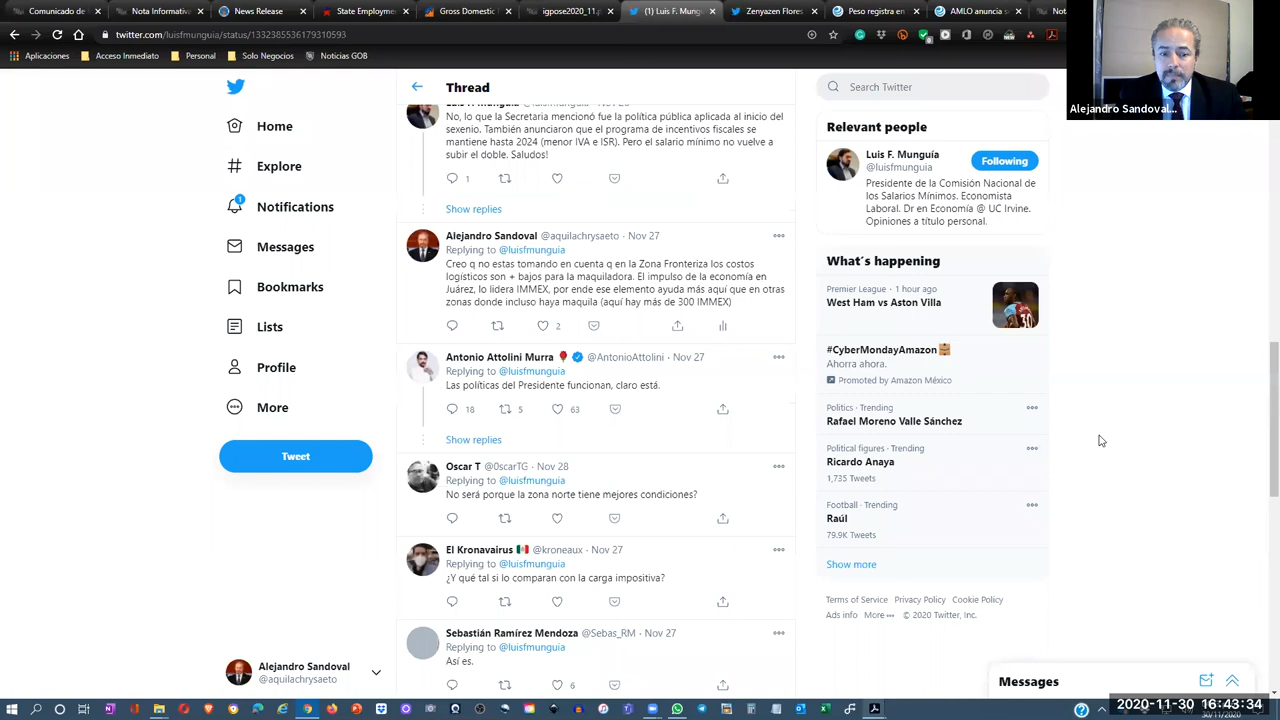 Noticias
Noticias
News Release
State Employme
Gross Domestic
igpose2020_11.
(1) Luis F. Mung
Zenyazen Flores
Peso registra en
AMLO anuncia s
twitter.com/luisfmunguia/status/1332385536179310593
Aplicaciones
Acceso Inmediato
Personal
Solo Negocios
Noticias GOB
Alejandro Sandoval...
Home
Explore
1
Notifications
Messages
Bookmarks
Lists
Profile
More
Tweet
Alejandro Sandoval
@aquilachrysaeto
Thread
No, lo que la Secretaria mencionó fue la política pública aplicada al inicio del
sexenio. También anunciaron que el programa de incentivos fiscales se
mantiene hasta 2024 (menor IVA e ISR). Pero el salario mínimo no vuelve a
subir el doble. Saludos!
1
Show replies
Alejandro Sandoval @aquilachrysaeto · Nov 27
Replying to @luisfmunguia
Creo q no estas tomando en cuenta q en la Zona Fronteriza los costos
logísticos son + bajos para la maquiladora. El impulso de la economía en
Juárez, lo lidera IMMEX, por ende ese elemento ayuda más aquí que en otras
zonas donde incluso haya maquila (aquí hay más de 300 IMMEX)
2
Antonio Attolini Murra @AntonioAttolini · Nov 27
Replying to @luisfmunguia
Las políticas del Presidente funcionan, claro está.
18 5 63
Show replies
Oscar T @0scarTG · Nov 28
Replying to @luisfmunguia
No será porque la zona norte tiene mejores condiciones?
El Kronavairus @kroneaux · Nov 27
Replying to @luisfmunguia
¿Y qué tal si lo comparan con la carga impositiva?
Sebastián Ramírez Mendoza @Sebas_RM · Nov 27
Replying to @luisfmunguia
Así es.
6
Search Twitter
Relevant people
Luis F. Munguía
@luisfmunguia
Following
Presidente de la Comisión Nacional de
los Salarios Mínimos. Economista
Laboral. Dr en Economía @ UC Irvine.
Opiniones a título personal.
What's happening
Premier League · 1 hour ago
West Ham vs Aston Villa
#CyberMondayAmazon
Ahorra ahora.
Promoted by Amazon México
Politics · Trending
Rafael Moreno Valle Sánchez
Political figures · Trending
Ricardo Anaya
1,735 Tweets
Football · Trending
Raúl
79.9K Tweets
Show more
Terms of Service Privacy Policy Cookie Policy
Ads info More ··· © 2020 Twitter, Inc.
Messages
2020-11-30 16:43:34
30/11/2020